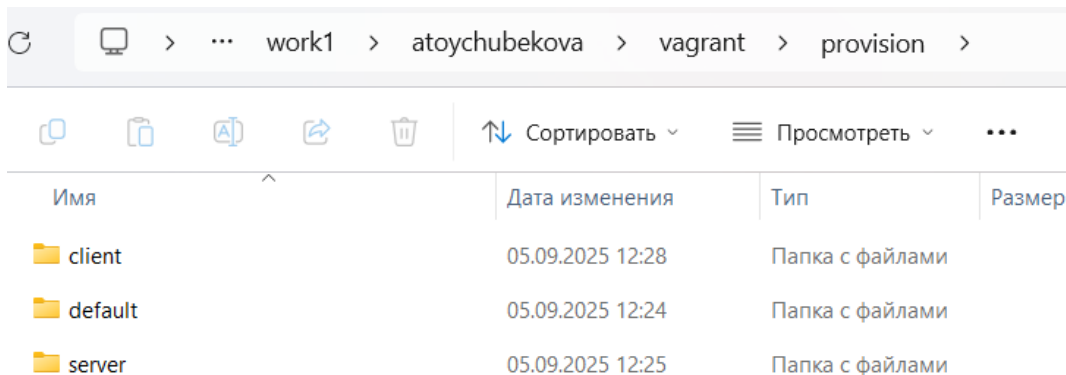 … work1 > atoychubekova > vagrant > provision >
Сортировать Просмотреть •••
Имя Дата изменения Тип Размер
client 05.09.2025 12:28 Папка с файлами
default 05.09.2025 12:24 Папка с файлами
server 05.09.2025 12:25 Папка с файлами